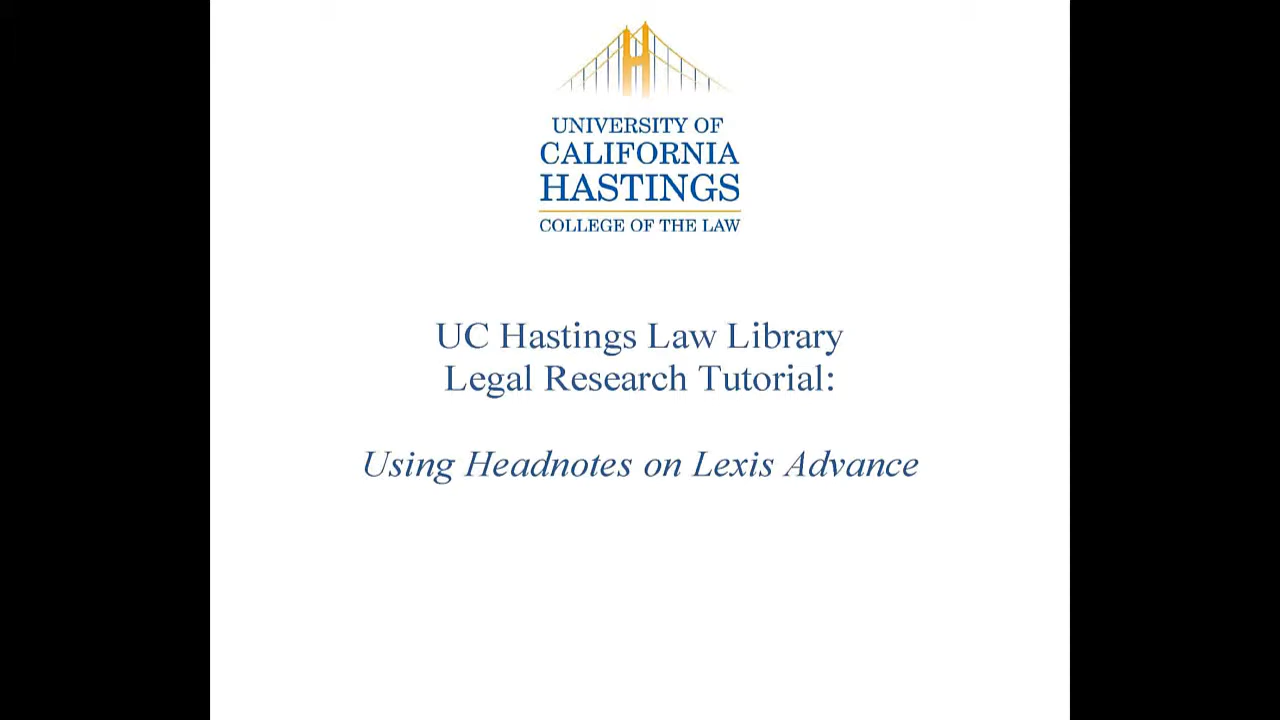 UNIVERSITY OF
CALIFORNIA
HASTINGS
COLLEGE OF THE LAW
UC Hastings Law Library
Legal Research Tutorial:
Using Headnotes on Lexis Advance